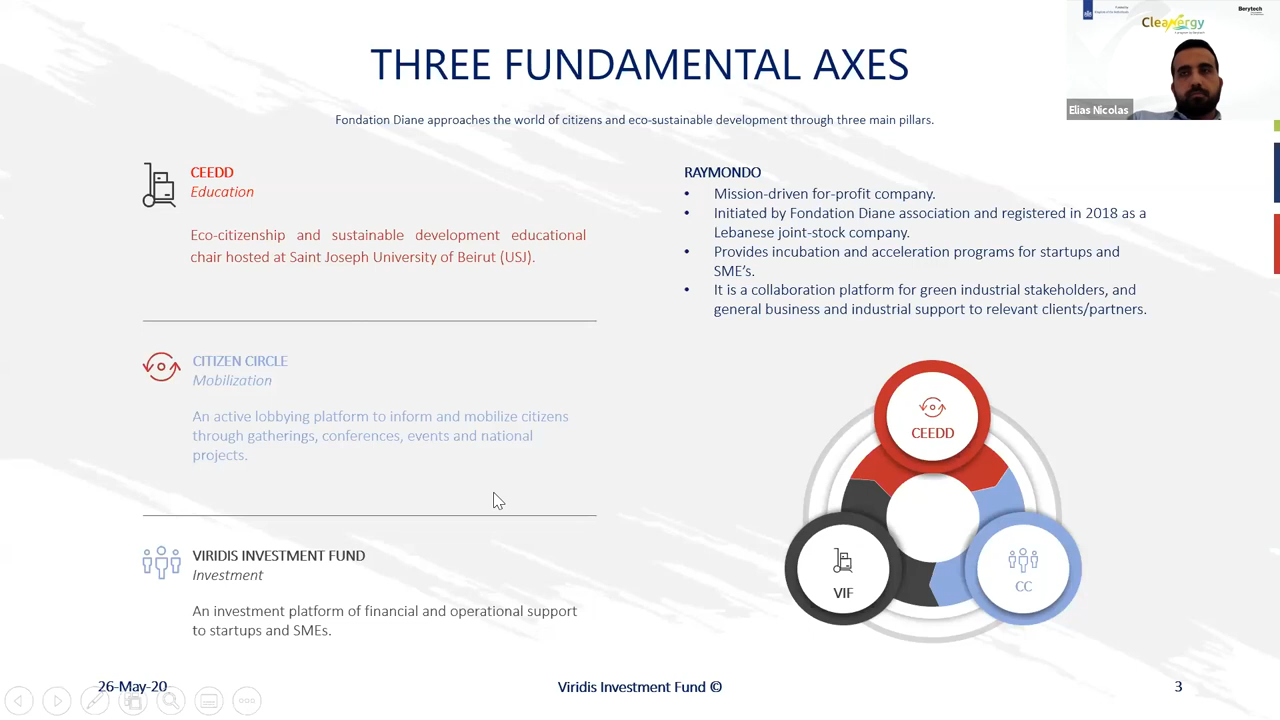 THREE FUNDAMENTAL AXES
Fondation Diane approaches the world of citizens and eco-sustainable development through three main pillars.
CEEDD
Education
Eco-citizenship and sustainable development educational
chair hosted at Saint Joseph University of Beirut (USJ).
CITIZEN CIRCLE
Mobilization
An active lobbying platform to inform and mobilize citizens
through gatherings, conferences, events and national
projects.
VIRIDIS INVESTMENT FUND
Investment
An investment platform of financial and operational support
to startups and SMEs.
RAYMONDO
• Mission-driven for-profit company.
• Initiated by Fondation Diane association and registered in 2018 as a
Lebanese joint-stock company.
• Provides incubation and acceleration programs for startups and
SME's.
• It is a collaboration platform for green industrial stakeholders, and
general business and industrial support to relevant clients/partners.
CEEDD
VIF
CC
Cleanergy
Berytech
Elias Nicolas
26-May-20
Viridis Investment Fund ©
3